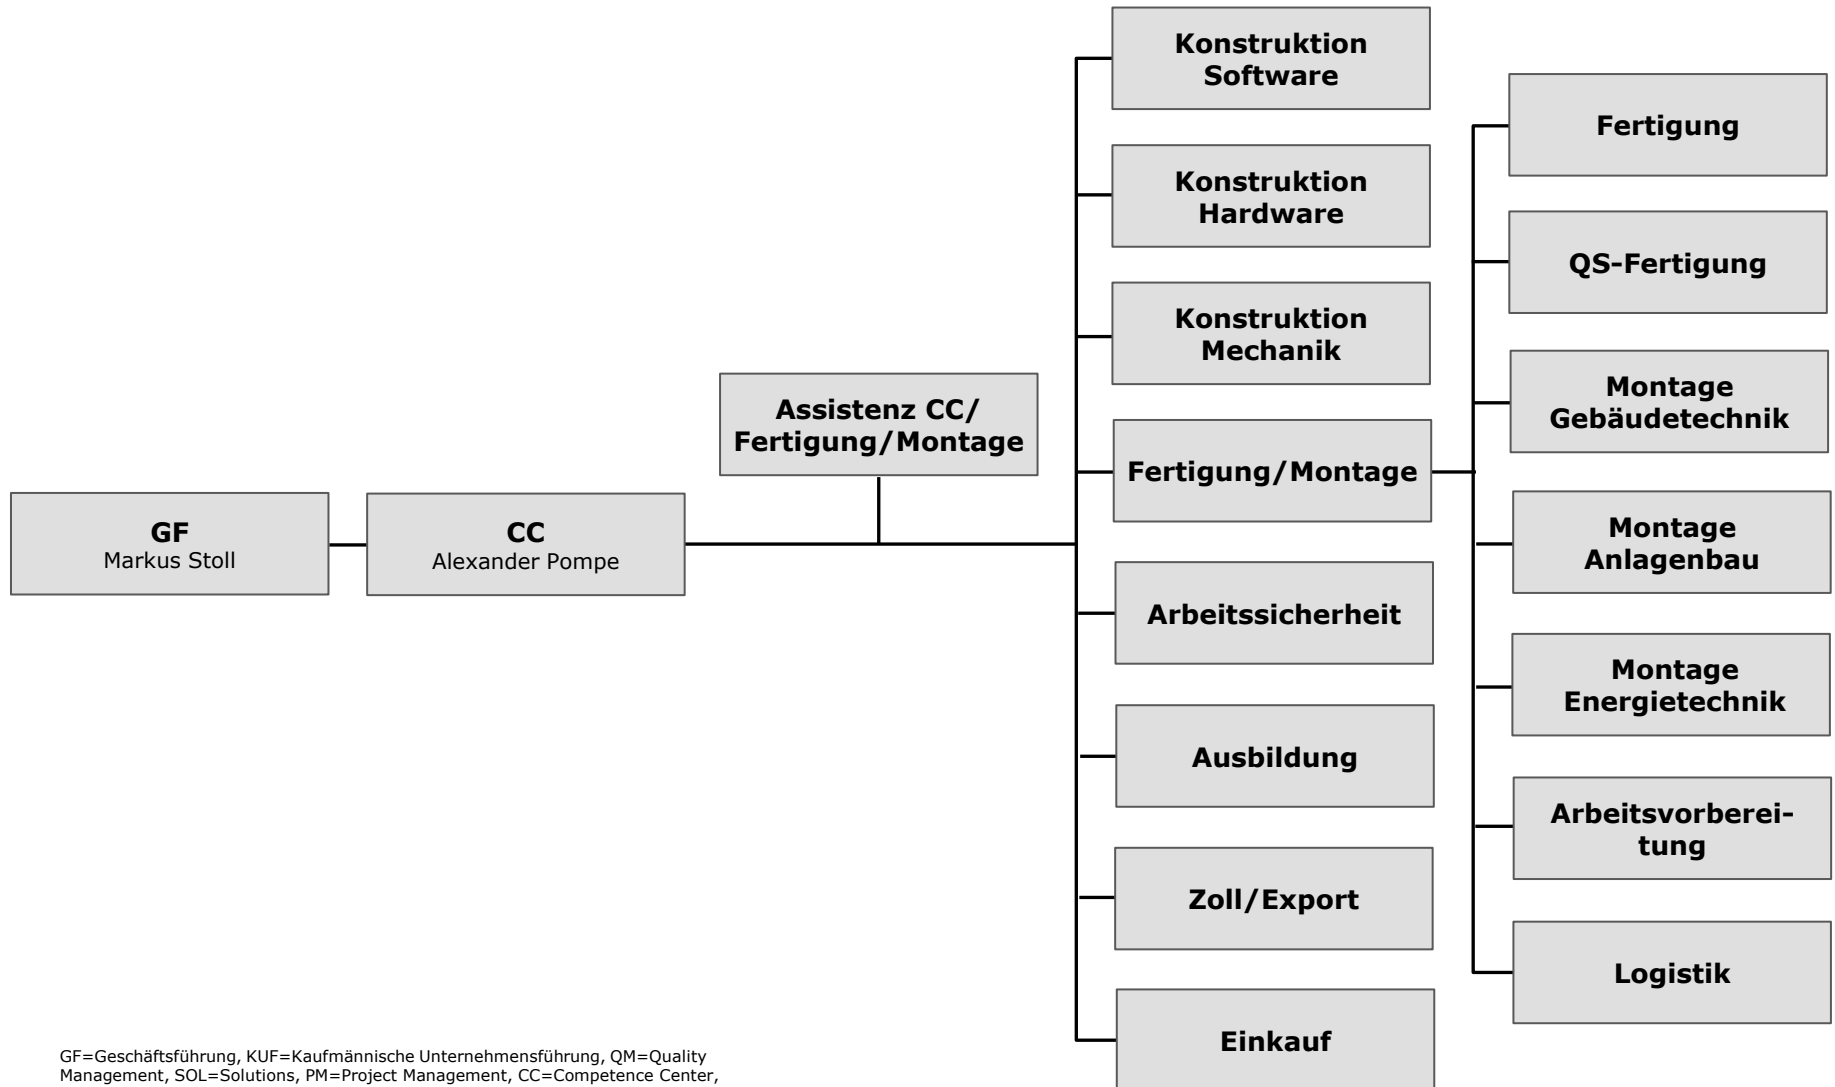 GF
Markus Stoll
CC
Alexander Pompe
Assistenz CC/
Fertigung/Montage
Konstruktion
Software
Konstruktion
Hardware
Konstruktion
Mechanik
Fertigung/Montage
Arbeitssicherheit
Ausbildung
Zoll/Export
Einkauf
Fertigung
QS-Fertigung
Montage
Gebäudetechnik
Montage
Anlagenbau
Montage
Energietechnik
Arbeitsvorberei-
tung
Logistik
GF=Geschäftsführung, KUF=Kaufmännische Unternehmensführung, QM=Quality
Management, SOL=Solutions, PM=Project Management, CC=Competence Center,